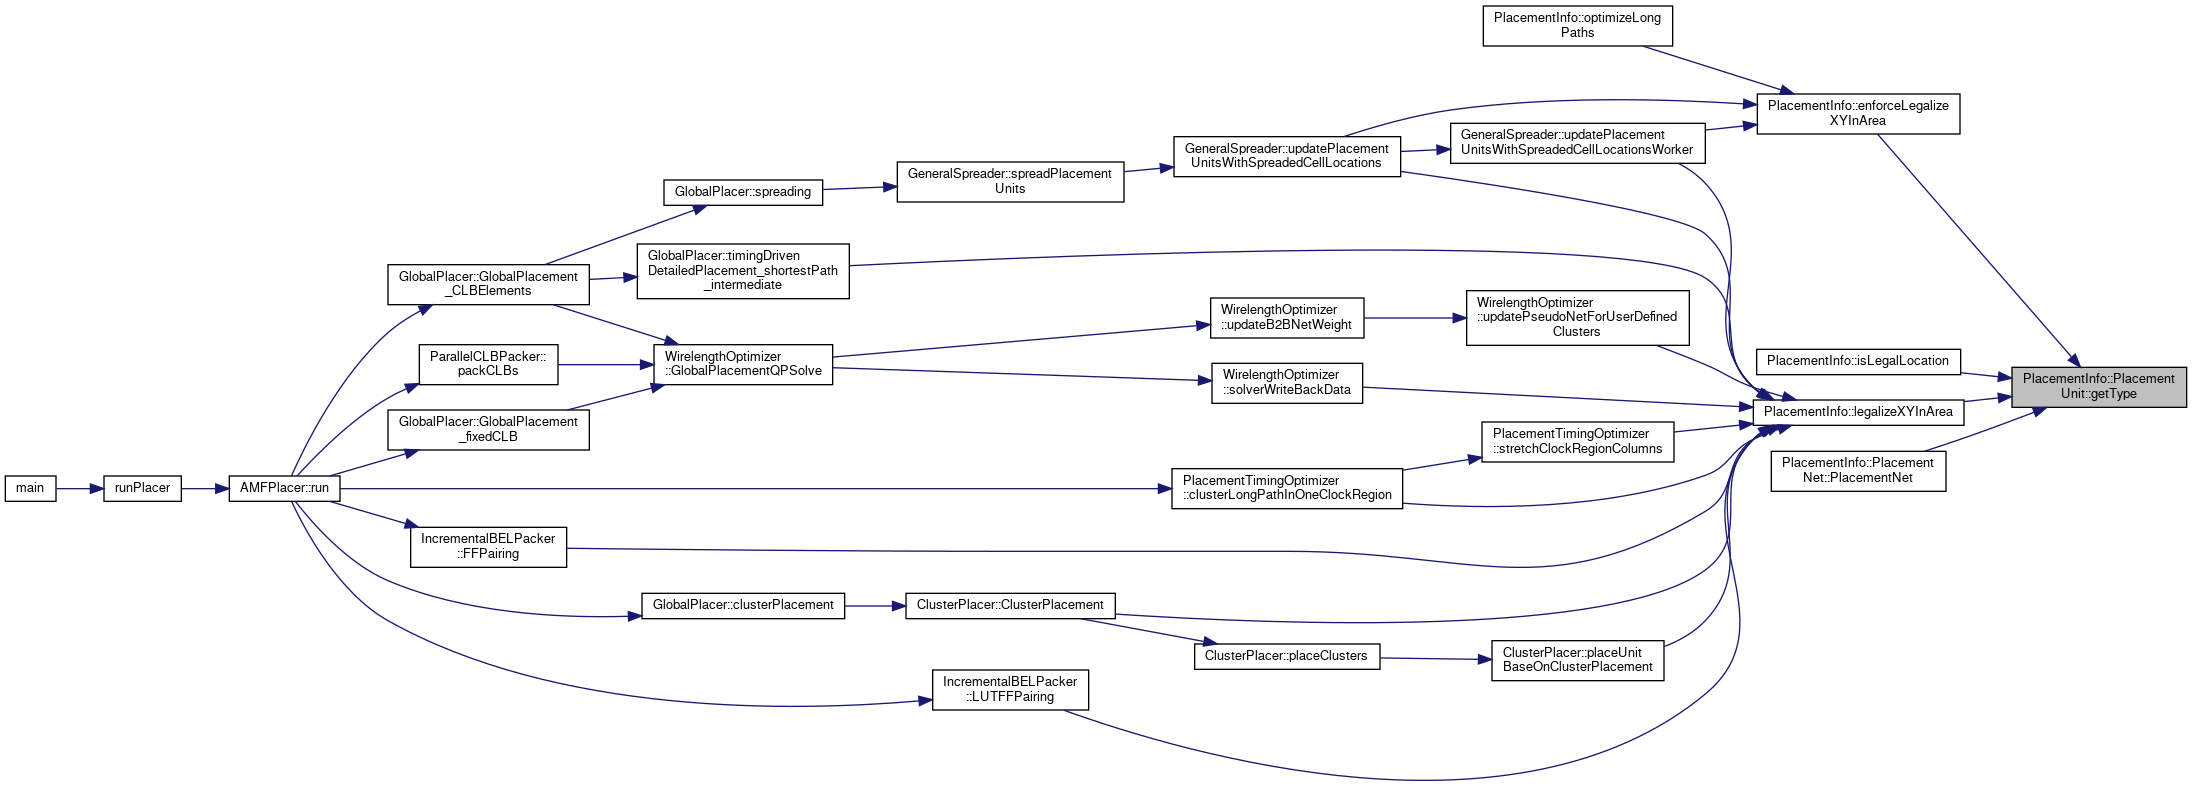 PlacementInfo::optimizeLong
Paths
PlacementInfo::enforceLegalize
XYInArea
GeneralSpreader::updatePlacement
UnitsWithSpreadedCellLocationsWorker
GeneralSpreader::updatePlacement
UnitsWithSpreadedCellLocations
GeneralSpreader::spreadPlacement
Units
GlobalPlacer::spreading
GlobalPlacer::timingDriven
DetailedPlacement_shortestPath
_intermediate
GlobalPlacer::GlobalPlacement
_CLBElements
WirelengthOptimizer
::updatePseudoNetForUserDefined
Clusters
WirelengthOptimizer
::updateB2BNetWeight
ParallelCLBPacker::
packCLBs
WirelengthOptimizer
::GlobalPlacementQPSolve
WirelengthOptimizer
::solverWriteBackData
PlacementInfo::isLegalLocation
PlacementInfo::Placement
Unit::getType
PlacementInfo::legalizeXYInArea
GlobalPlacer::GlobalPlacement
_fixedCLB
PlacementTimingOptimizer
::stretchClockRegionColumns
PlacementInfo::Placement
Net::PlacementNet
main
runPlacer
AMFPlacer::run
PlacementTimingOptimizer
::clusterLongPathInOneClockRegion
IncrementalBELPacker
::FFPairing
GlobalPlacer::clusterPlacement
ClusterPlacer::ClusterPlacement
ClusterPlacer::placeClusters
ClusterPlacer::placeUnit
BaseOnClusterPlacement
IncrementalBELPacker
::LUTFFPairing